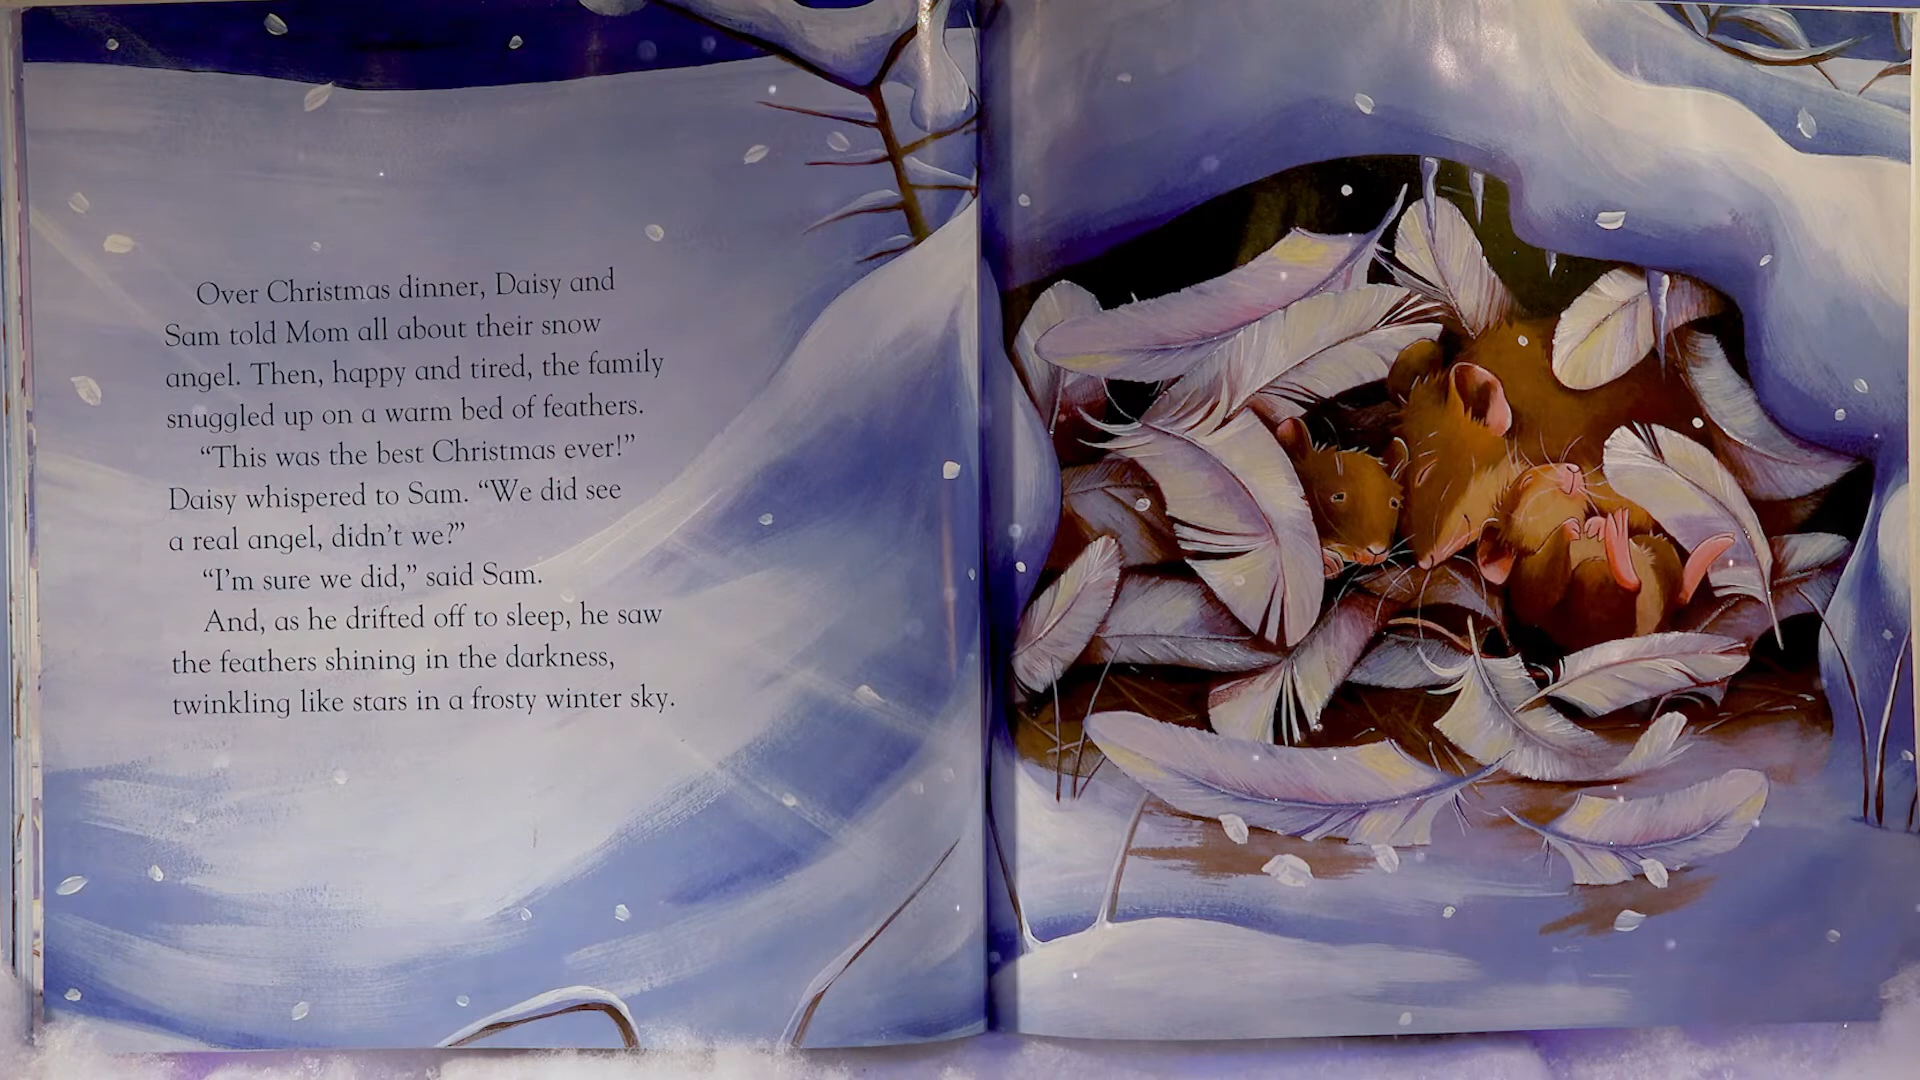 Over Christmas dinner, Daisy and
Sam told Mom all about their snow
angel. Then, happy and tired, the family
snuggled up on a warm bed of feathers.
“This was the best Christmas ever!”
Daisy whispered to Sam. “We did see
a real angel, didn’t we?”
“I’m sure we did,” said Sam.
And, as he drifted off to sleep, he saw
the feathers shining in the darkness,
twinkling like stars in a frosty winter sky.